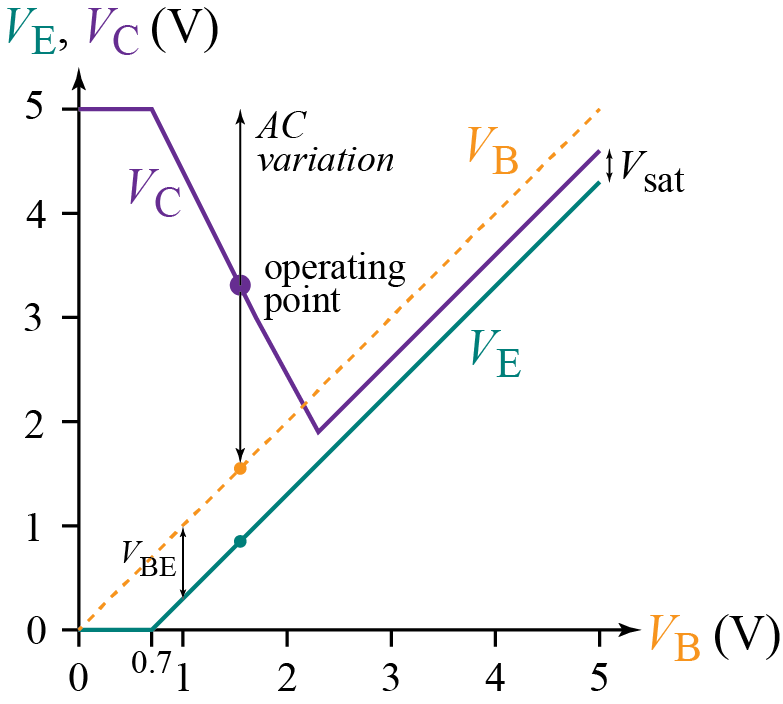 VE, VC (V)
5
AC
variation
VB
Vsat
VC
4
operating
point
3
VE
2
1
VBE
0
VB (V)
0
0.7
1
2
3
4
5